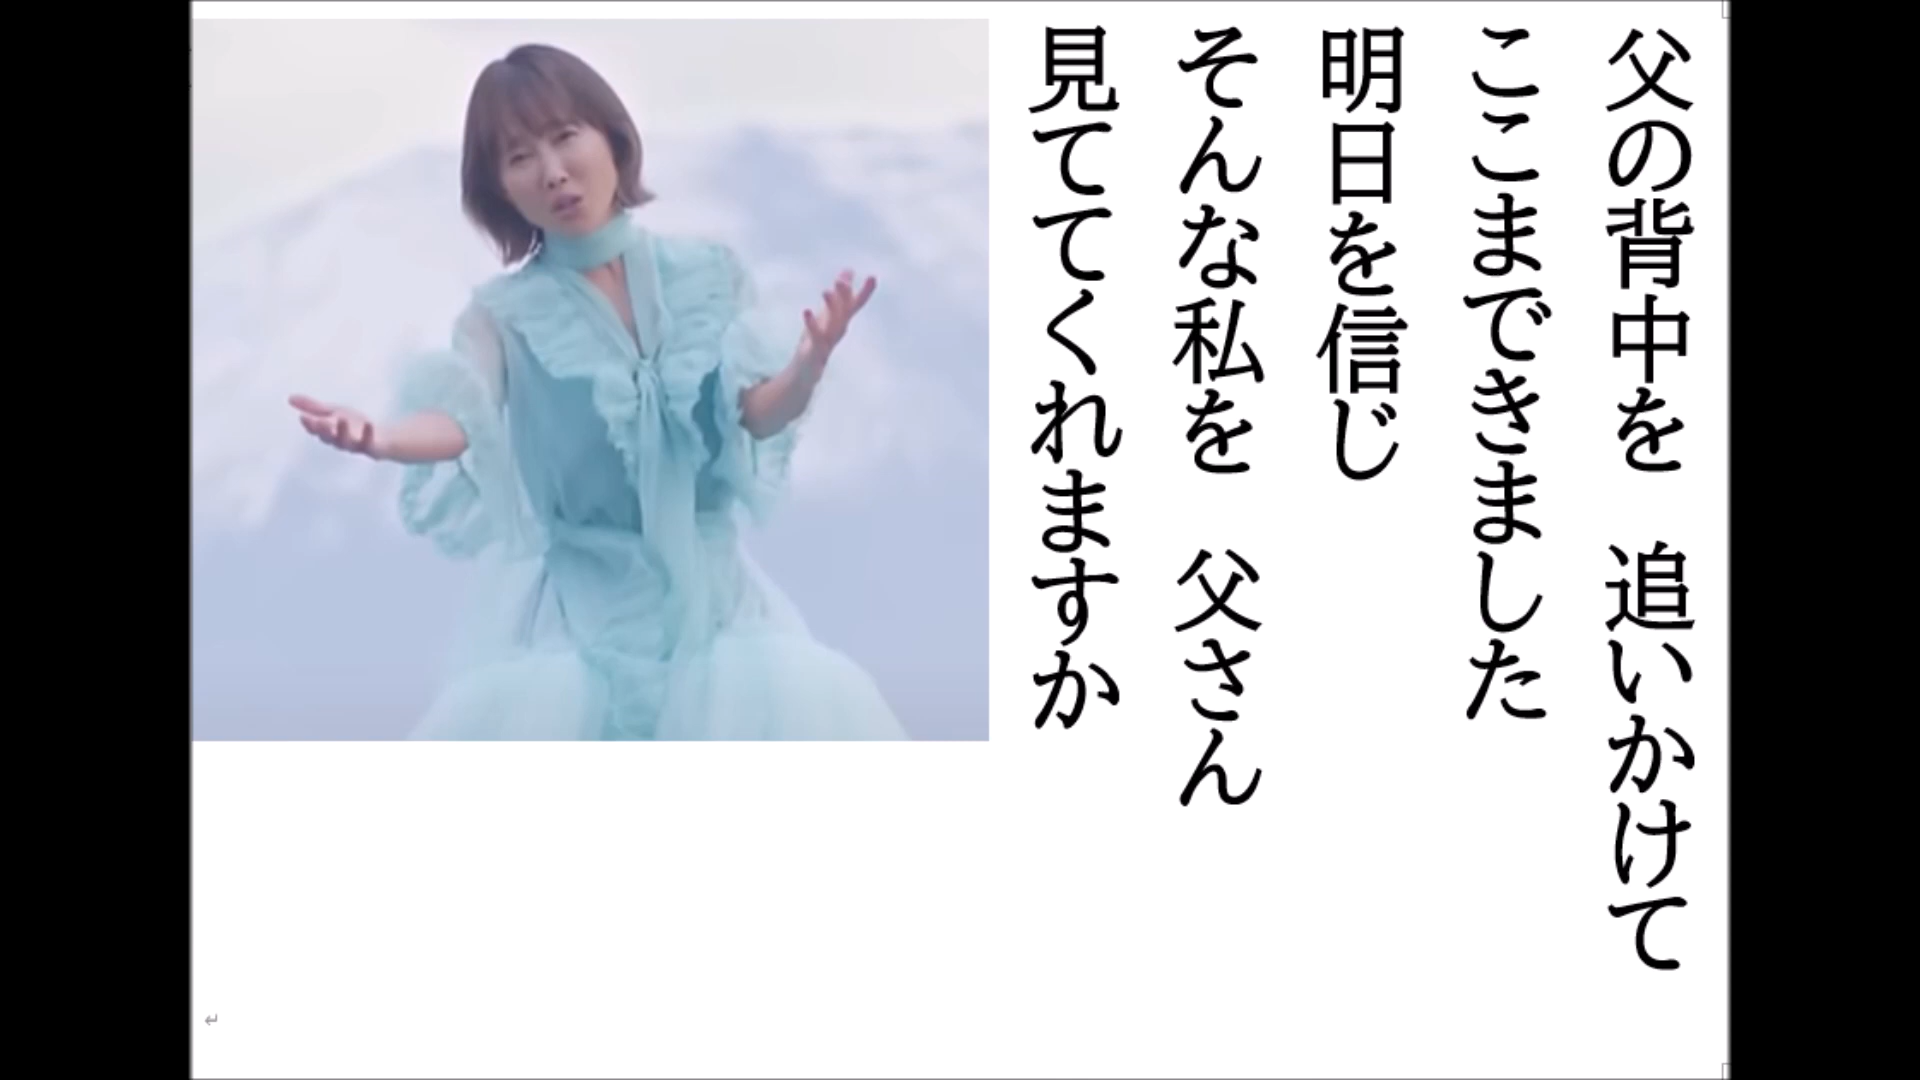 父の背中を　追いかけて
ここまできました
明日を信じ
そんな私を　父さん
見ててくれますか